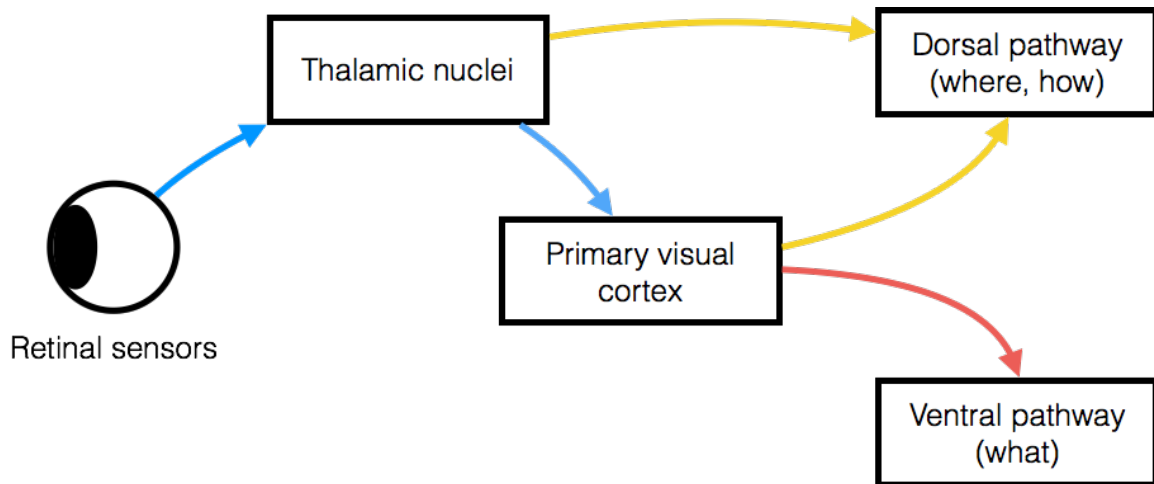 Thalamic nuclei
Dorsal pathway
(where, how)
Primary visual
cortex
Retinal sensors
Ventral pathway
(what)